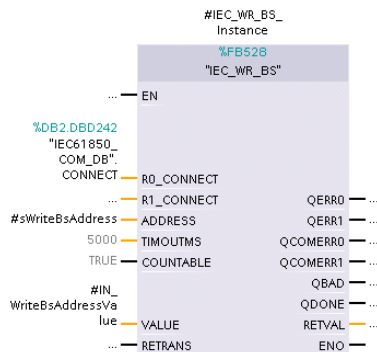 #IEC_WR_BS_
Instance
%FB528
"IEC_WR_BS"
... EN
%DB2.DBD242
"IEC61850_
COM_DB".
CONNECT R0_CONNECT
... R1_CONNECT QERR0 ...
#sWriteBsAddress ADDRESS QERR1 ...
5000 TIMOUTMS QCOMERR0 ...
TRUE COUNTABLE QCOMERR1 ...
QBAD ...
#IN_
WriteBsAddressVa QDONE ...
lue VALUE RETVAL ...
... RETRANS ENO